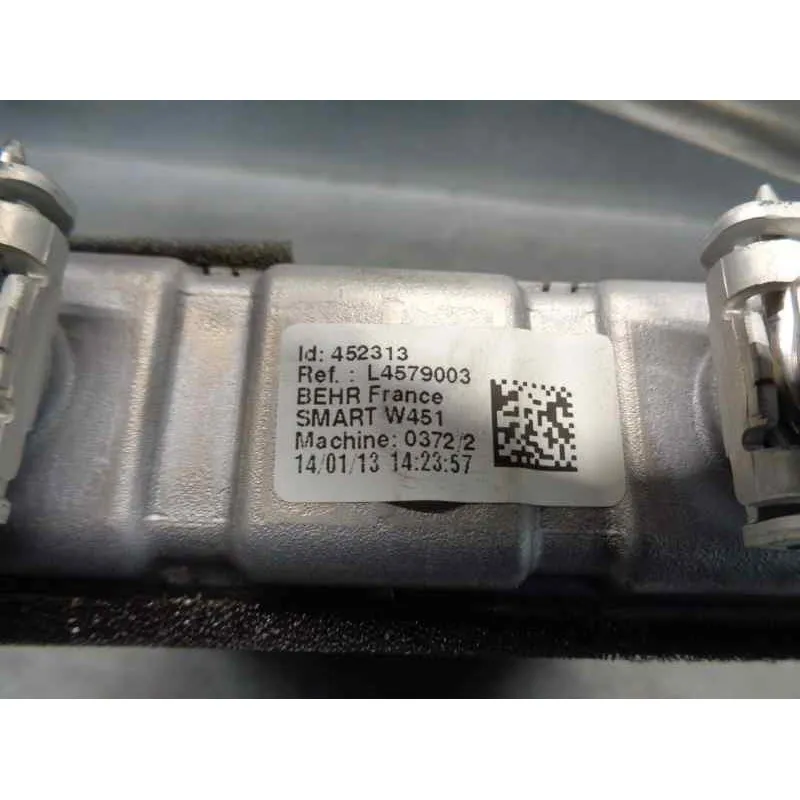 Id: 452313
Ref. : L4579003
BEHR France
SMART W451
Machine: 0372/2
14/01/13 14:23:57